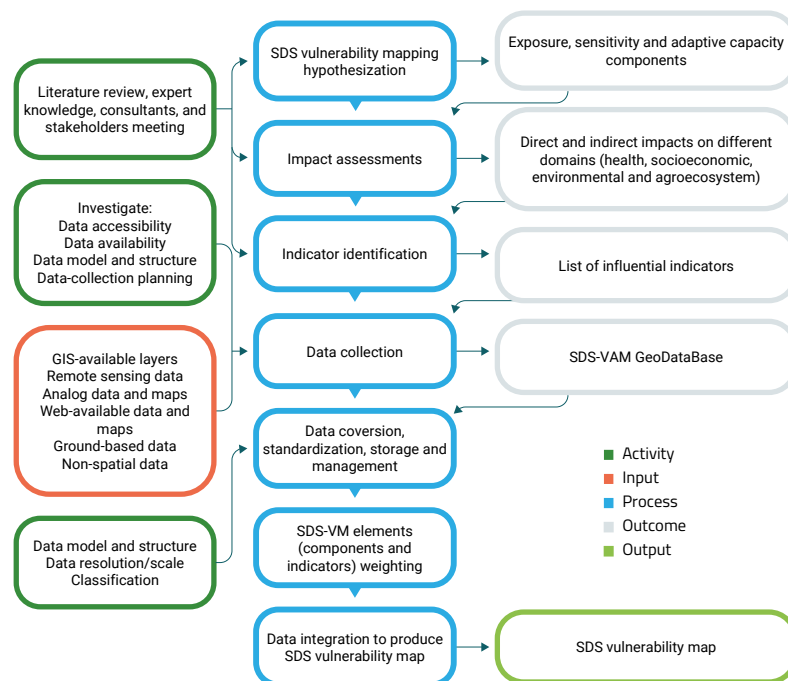 SDS vulnerability mapping
hypothesization
Exposure, sensitivity and adaptive capacity
components
Literature review, expert
knowledge, consultants, and
stakeholders meeting
Impact assessments
Direct and indirect impacts on different
domains (health, socioeconomic,
environmental and agroecosystem)
Investigate:
Data accessibility
Data availability
Data model and structure
Data-collection planning
Indicator identification
List of influential indicators
GIS-available layers
Remote sensing data
Analog data and maps
Web-available data and
maps
Ground-based data
Non-spatial data
Data collection
SDS-VAM GeoDataBase
Data coversion,
standardization, storage and
management
Data model and structure
Data resolution/scale
Classification
SDS-VM elements
(components and
indicators) weighting
Data integration to produce
SDS vulnerability map
SDS vulnerability map
Activity
Input
Process
Outcome
Output